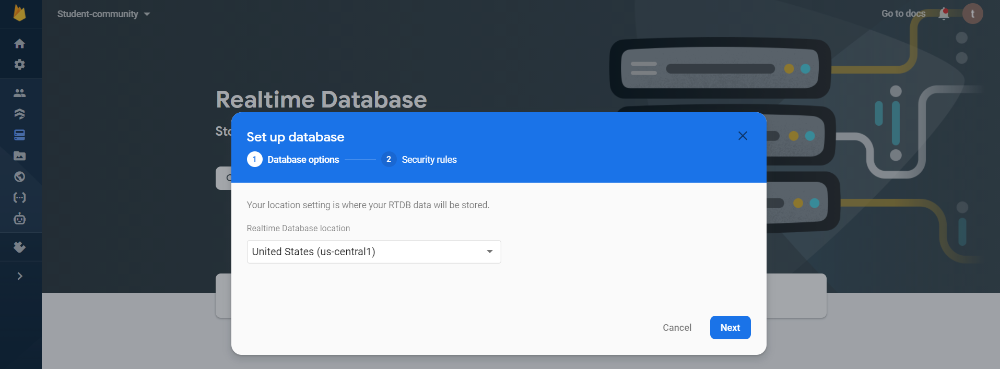 Student-community
Go to docs
t
Realtime Database
Set up database
1 Database options 2 Security rules
Your location setting is where your RTDB data will be stored.
Realtime Database location
United States (us-central1)
Cancel Next